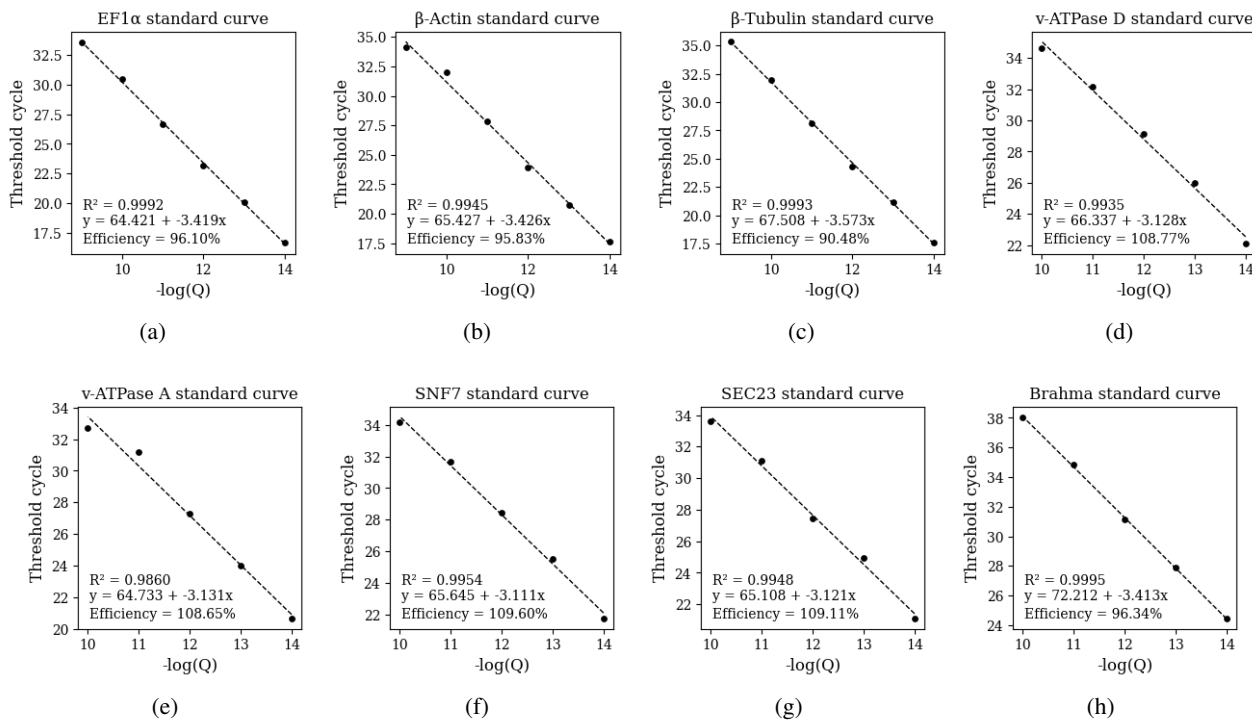 EF1α standard curve
Threshold cycle
32.5
30.0
27.5
25.0
22.5
20.0
17.5
R² = 0.9992
y = 64.421 + -3.419x
Efficiency = 96.10%
10
12
14
-log(Q)
(a)
β-Actin standard curve
Threshold cycle
35.0
32.5
30.0
27.5
25.0
22.5
20.0
17.5
R² = 0.9945
y = 65.427 + -3.426x
Efficiency = 95.83%
10
12
14
-log(Q)
(b)
β-Tubulin standard curve
Threshold cycle
35.0
32.5
30.0
27.5
25.0
22.5
20.0
17.5
R² = 0.9993
y = 67.508 + -3.573x
Efficiency = 90.48%
10
12
14
-log(Q)
(c)
v-ATPase D standard curve
Threshold cycle
34
32
30
28
26
24
22
R² = 0.9935
y = 66.337 + -3.128x
Efficiency = 108.77%
10
11
12
13
14
-log(Q)
(d)
v-ATPase A standard curve
Threshold cycle
34
32
30
28
26
24
22
20
R² = 0.9860
y = 64.733 + -3.131x
Efficiency = 108.65%
10
11
12
13
14
-log(Q)
(e)
SNF7 standard curve
Threshold cycle
34
32
30
28
26
24
22
R² = 0.9954
y = 65.645 + -3.111x
Efficiency = 109.60%
10
11
12
13
14
-log(Q)
(f)
SEC23 standard curve
Threshold cycle
34
32
30
28
26
24
22
R² = 0.9948
y = 65.108 + -3.121x
Efficiency = 109.11%
10
11
12
13
14
-log(Q)
(g)
Brahma standard curve
Threshold cycle
38
36
34
32
30
28
26
24
R² = 0.9995
y = 72.212 + -3.413x
Efficiency = 96.34%
10
11
12
13
14
-log(Q)
(h)